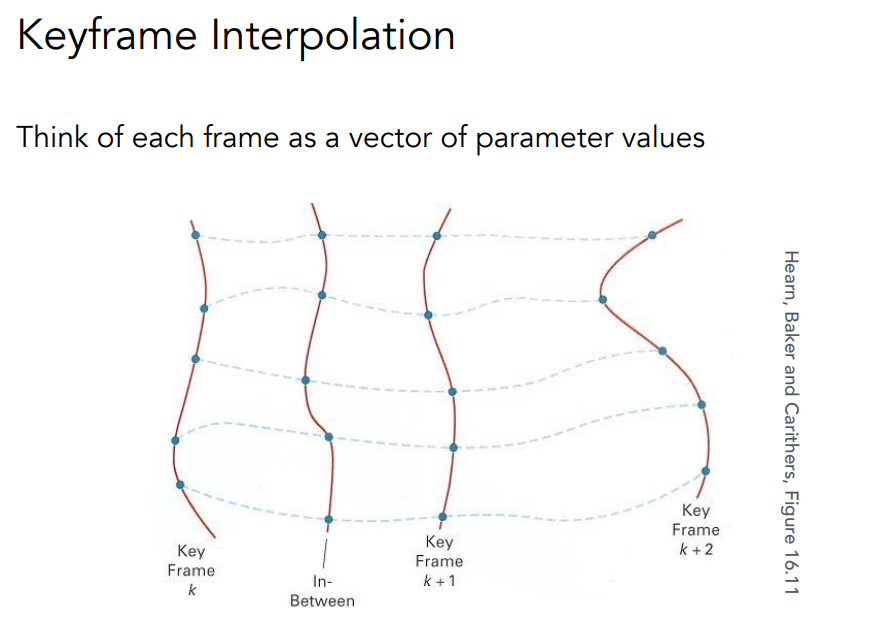 Keyframe Interpolation
Think of each frame as a vector of parameter values
Key
Frame
k
In-
Between
Key
Frame
k + 1
Key
Frame
k + 2
Hearn, Baker and Carithers, Figure 16.11